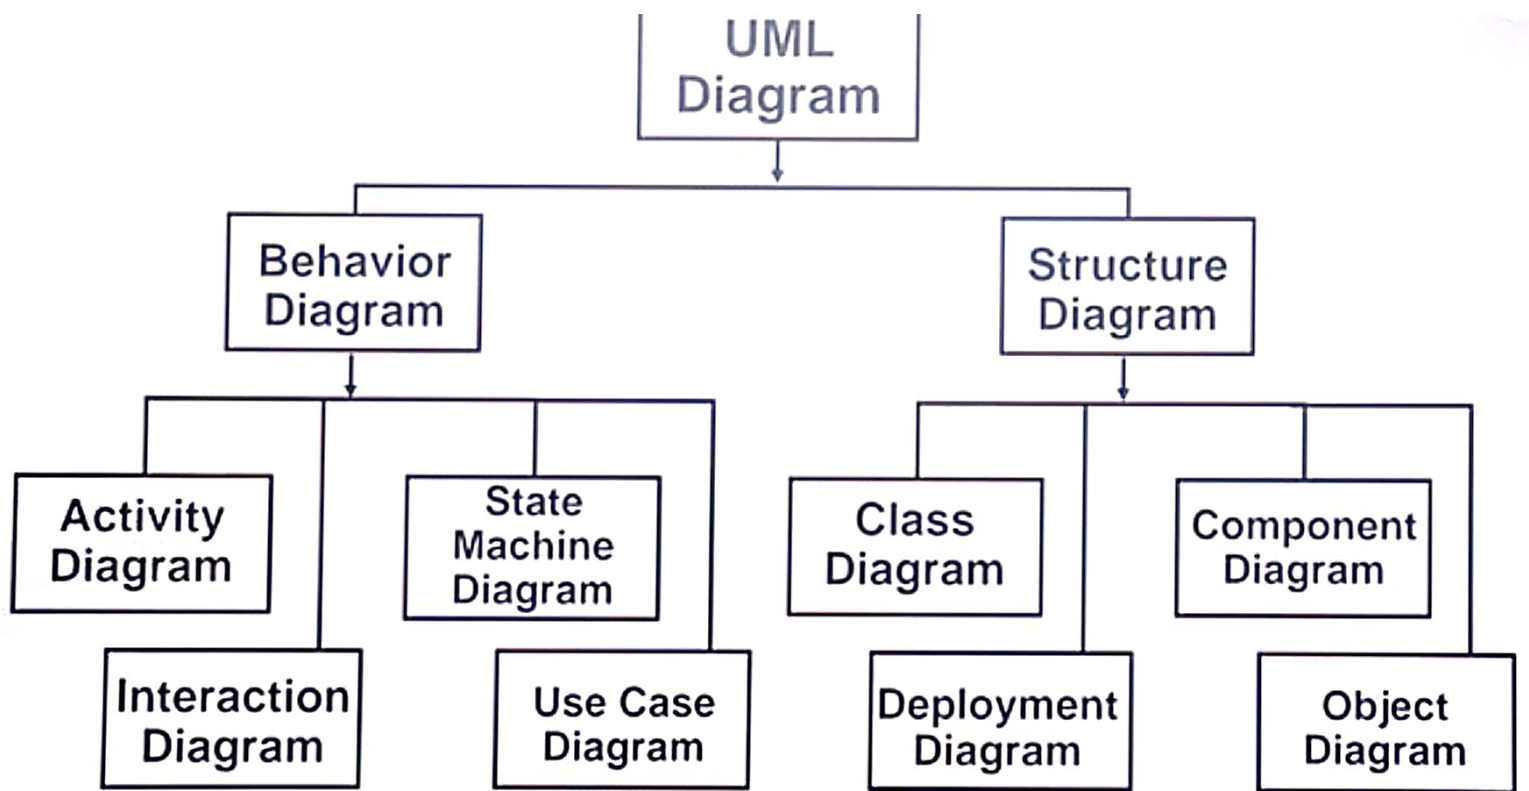 UML
Diagram
Behavior
Diagram
Structure
Diagram
Activity
Diagram
State
Machine
Diagram
Class
Diagram
Component
Diagram
Interaction
Diagram
Use Case
Diagram
Deployment
Diagram
Object
Diagram